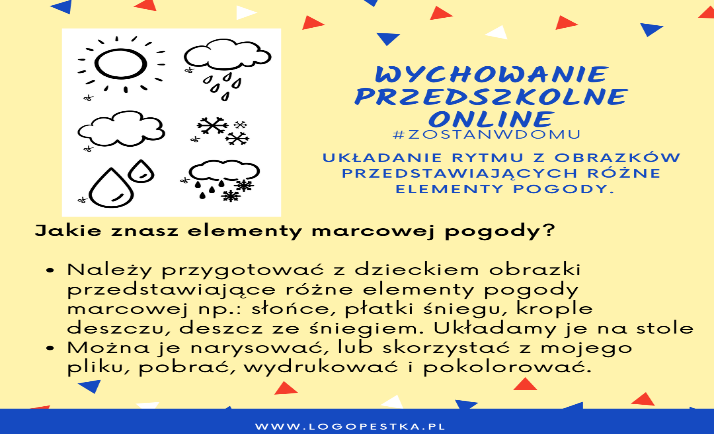 WYCHOWANIE
PRZEDSZKOLNE
ONLINE
#ZOSTANWDOMU
UKŁADANIE RYTMU Z OBRAZKÓW
PRZEDSTAWIAJĄCYCH RÓŻNE
ELEMENTY POGODY.
Jakie znasz elementy marcowej pogody?
• Należy przygotować z dzieckiem obrazki
przedstawiające różne elementy pogody
marcowej np.: słońce, płatki śniegu, krople
deszczu, deszcz ze śniegiem. Układamy je na stole
• Można je narysować, lub skorzystać z mojego
pliku, pobrać, wydrukować i pokolorować.
WWW.LOGOPESTKA.PL